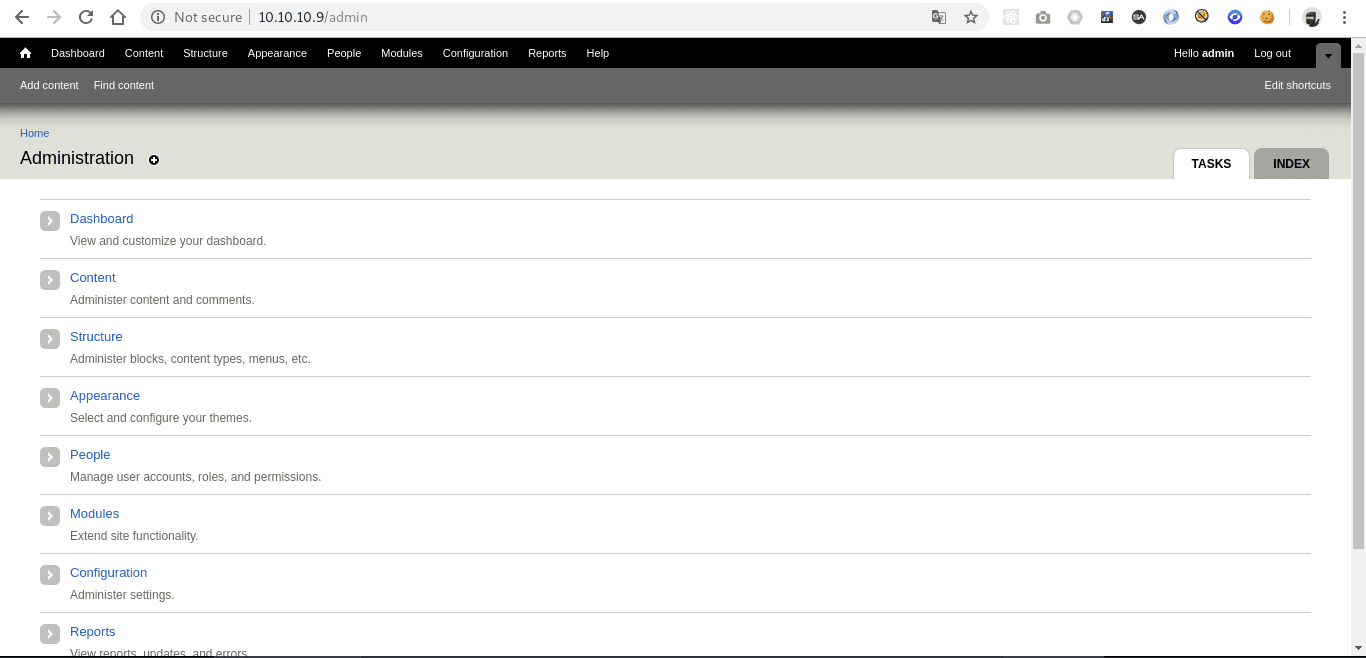 Not secure | 10.10.10.9/admin
Dashboard Content Structure Appearance People Modules Configuration Reports Help Hello admin Log out
Add content Find content Edit shortcuts
Home
Administration
TASKS INDEX
Dashboard
View and customize your dashboard.
Content
Administer content and comments.
Structure
Administer blocks, content types, menus, etc.
Appearance
Select and configure your themes.
People
Manage user accounts, roles, and permissions.
Modules
Extend site functionality.
Configuration
Administer settings.
Reports
View reports, updates, and errors.